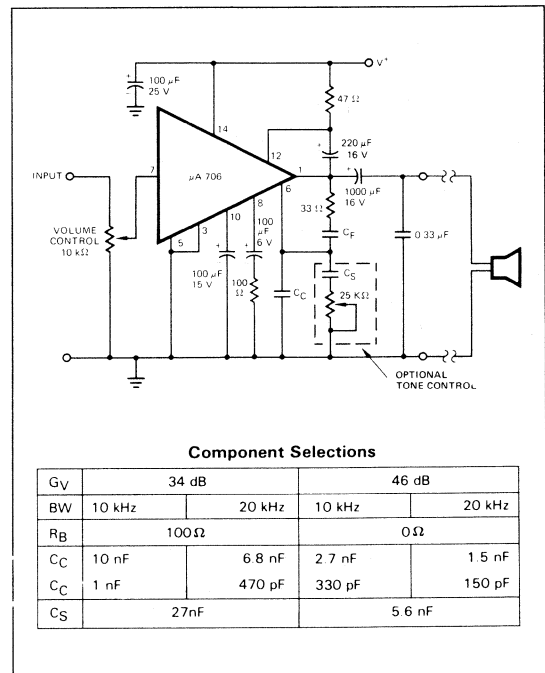 V+
100 µF
25 V
47 Ω
14
12
220 µF
16 V
INPUT
7
µA 706
1
1000 µF
16 V
6
8
10
3
5
33 Ω
VOLUME
CONTROL
10 kΩ
100
µF
6 V
CF
0.33 µF
100 µF
15 V
100
Ω
CC
CS
25 KΩ
OPTIONAL
TONE CONTROL
Component Selections
GV 34 dB 46 dB
BW 10 kHz 20 kHz 10 kHz 20 kHz
RB 100Ω 0Ω
CC 10 nF 6.8 nF 2.7 nF 1.5 nF
CC 1 nF 470 pF 330 pF 150 pF
CS 27nF 5.6 nF